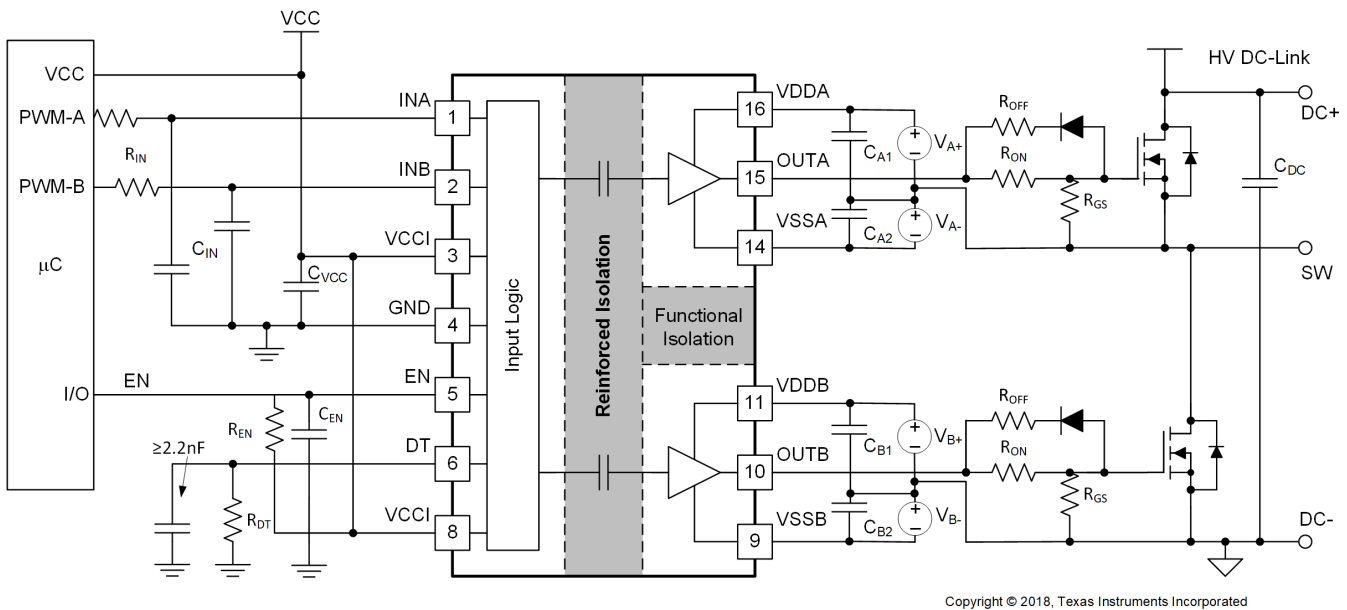 VCC
VCC
PWM-A
RIN
PWM-B
CIN
μC
CVCC
I/O
EN
REN
CEN
≥2.2nF
RDT
INA
1
INB
2
VCCI
3
GND
4
EN
5
DT
6
VCCI
8
Input Logic
Reinforced Isolation
Functional
Isolation
VDDA
16
OUTA
15
VSSA
14
VDDB
11
OUTB
10
VSSB
9
CA1
+
−
VA+
CA2
+
−
VA-
ROFF
RON
RGS
HV DC-Link
DC+
CDC
SW
CB1
+
−
VB+
CB2
+
−
VB-
ROFF
RON
RGS
DC-
Copyright © 2018, Texas Instruments Incorporated